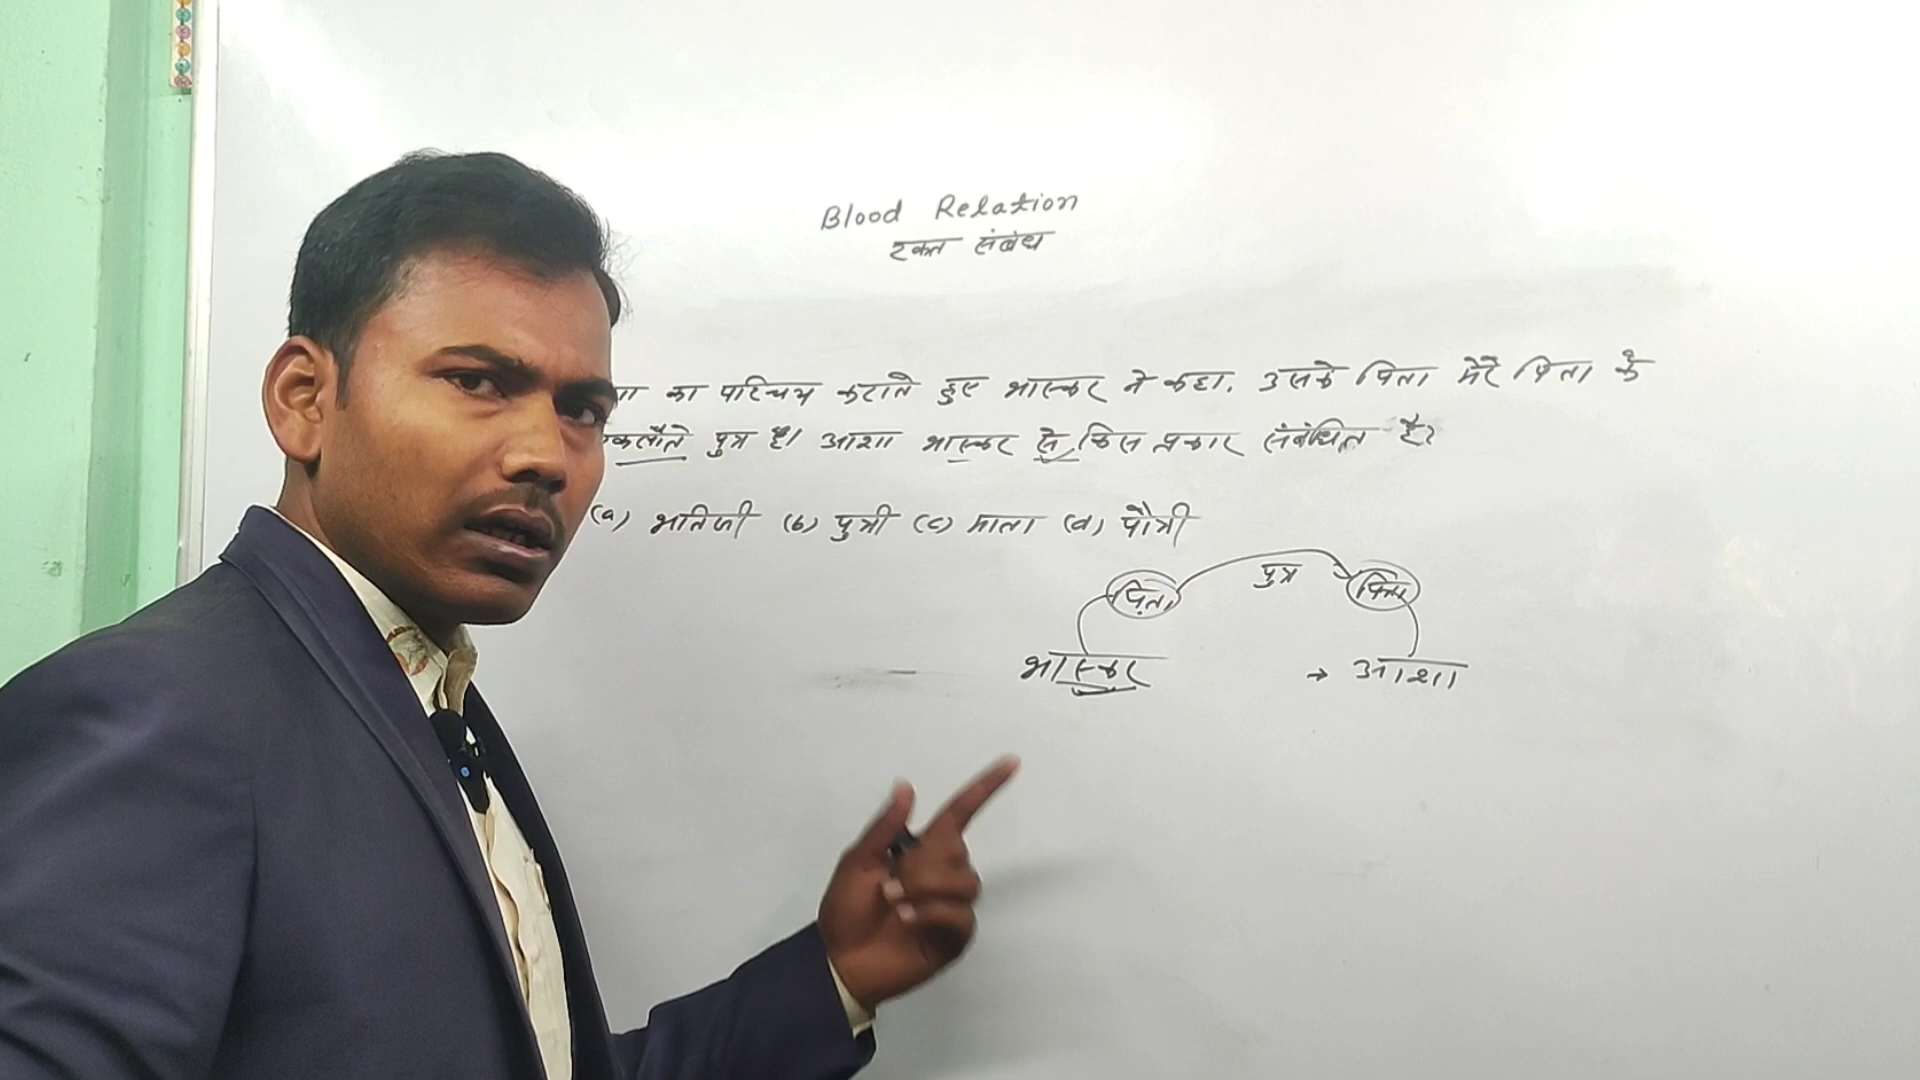 Blood Relation
रक्त संबंध
का परिचय कराते हुए भास्कर ने कहा, उसके पिता मेरे पिता के
इकलौते पुत्र है। आशा भास्कर से किस प्रकार संबंधित है?
(a) भतिजी (b) पुत्री (c) माता (d) पौत्री
पिता पुत्र पिता
भास्कर → आशा